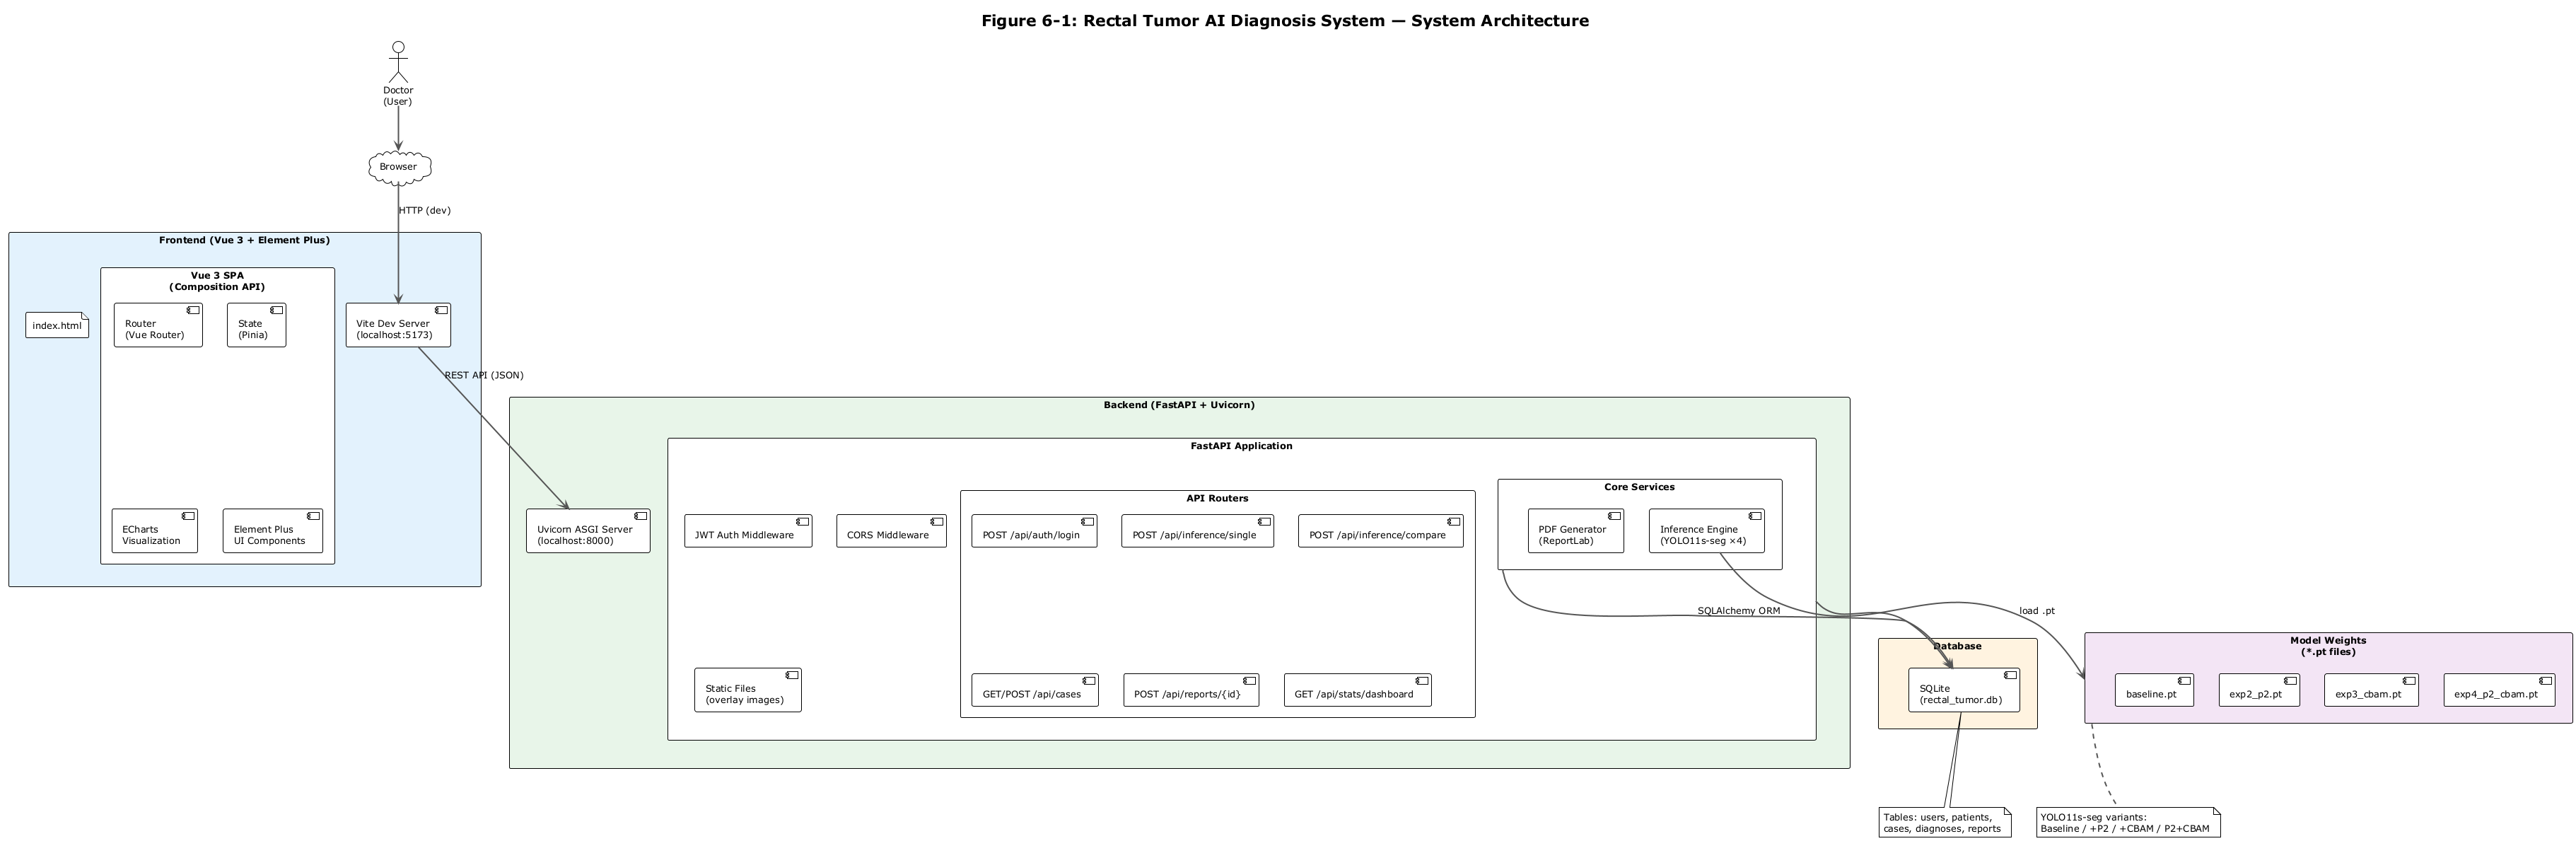 Figure 6-1: Rectal Tumor AI Diagnosis System — System Architecture
Doctor
(User)
Browser
HTTP (dev)
Frontend (Vue 3 + Element Plus)
Vue 3 SPA
(Composition API)
index.html
Router
(Vue Router)
State
(Pinia)
Vite Dev Server
(localhost:5173)
REST API (JSON)
ECharts
Visualization
Element Plus
UI Components
Backend (FastAPI + Uvicorn)
FastAPI Application
Uvicorn ASGI Server
(localhost:8000)
JWT Auth Middleware
CORS Middleware
API Routers
POST /api/auth/login
POST /api/inference/single
POST /api/inference/compare
Core Services
PDF Generator
(ReportLab)
Inference Engine
(YOLO11s-seg ×4)
Static Files
(overlay images)
GET/POST /api/cases
POST /api/reports/{id}
GET /api/stats/dashboard
SQLAlchemy ORM
load .pt
Database
SQLite
(rectal_tumor.db)
Model Weights
(*.pt files)
baseline.pt
exp2_p2.pt
exp3_cbam.pt
exp4_p2_cbam.pt
Tables: users, patients,
cases, diagnoses, reports
YOLO11s-seg variants:
Baseline / +P2 / +CBAM / P2+CBAM